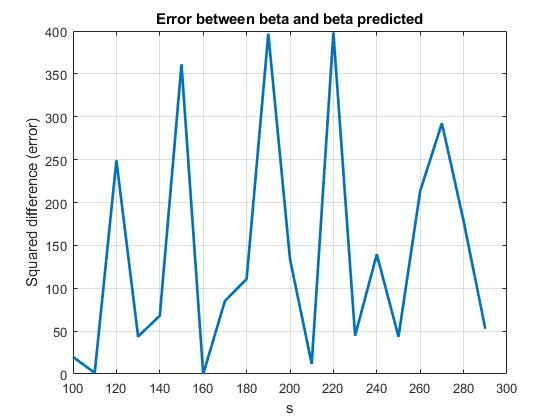 Error between beta and beta predicted
400
350
300
250
200
150
100
50
0
Squared difference (error)
100 120 140 160 180 200 220 240 260 280 300
s